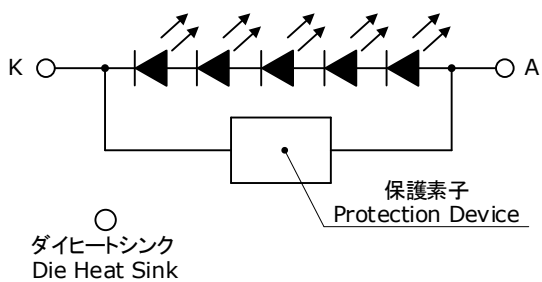 K
A
保護素子
Protection Device
ダイヒートシンク
Die Heat Sink